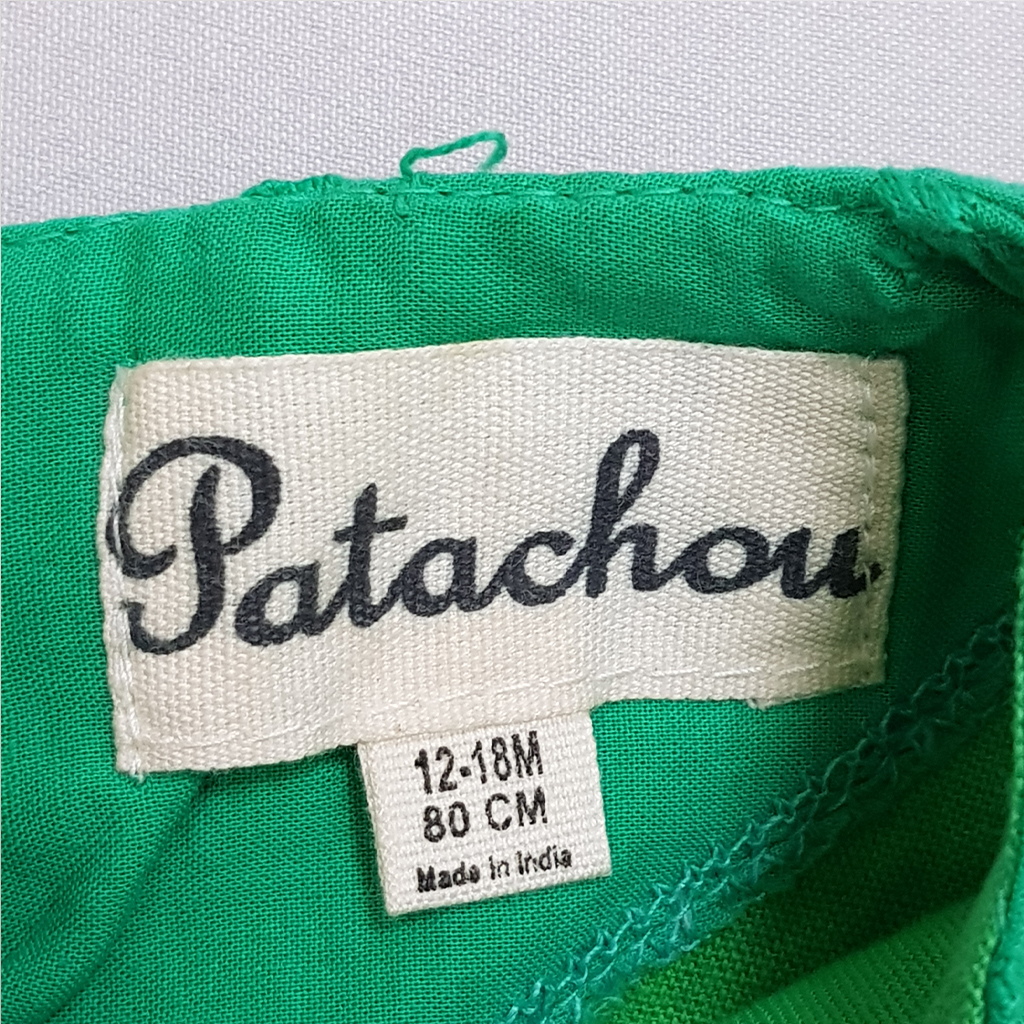 Patachou.
12-18M
80 CM
Made in India